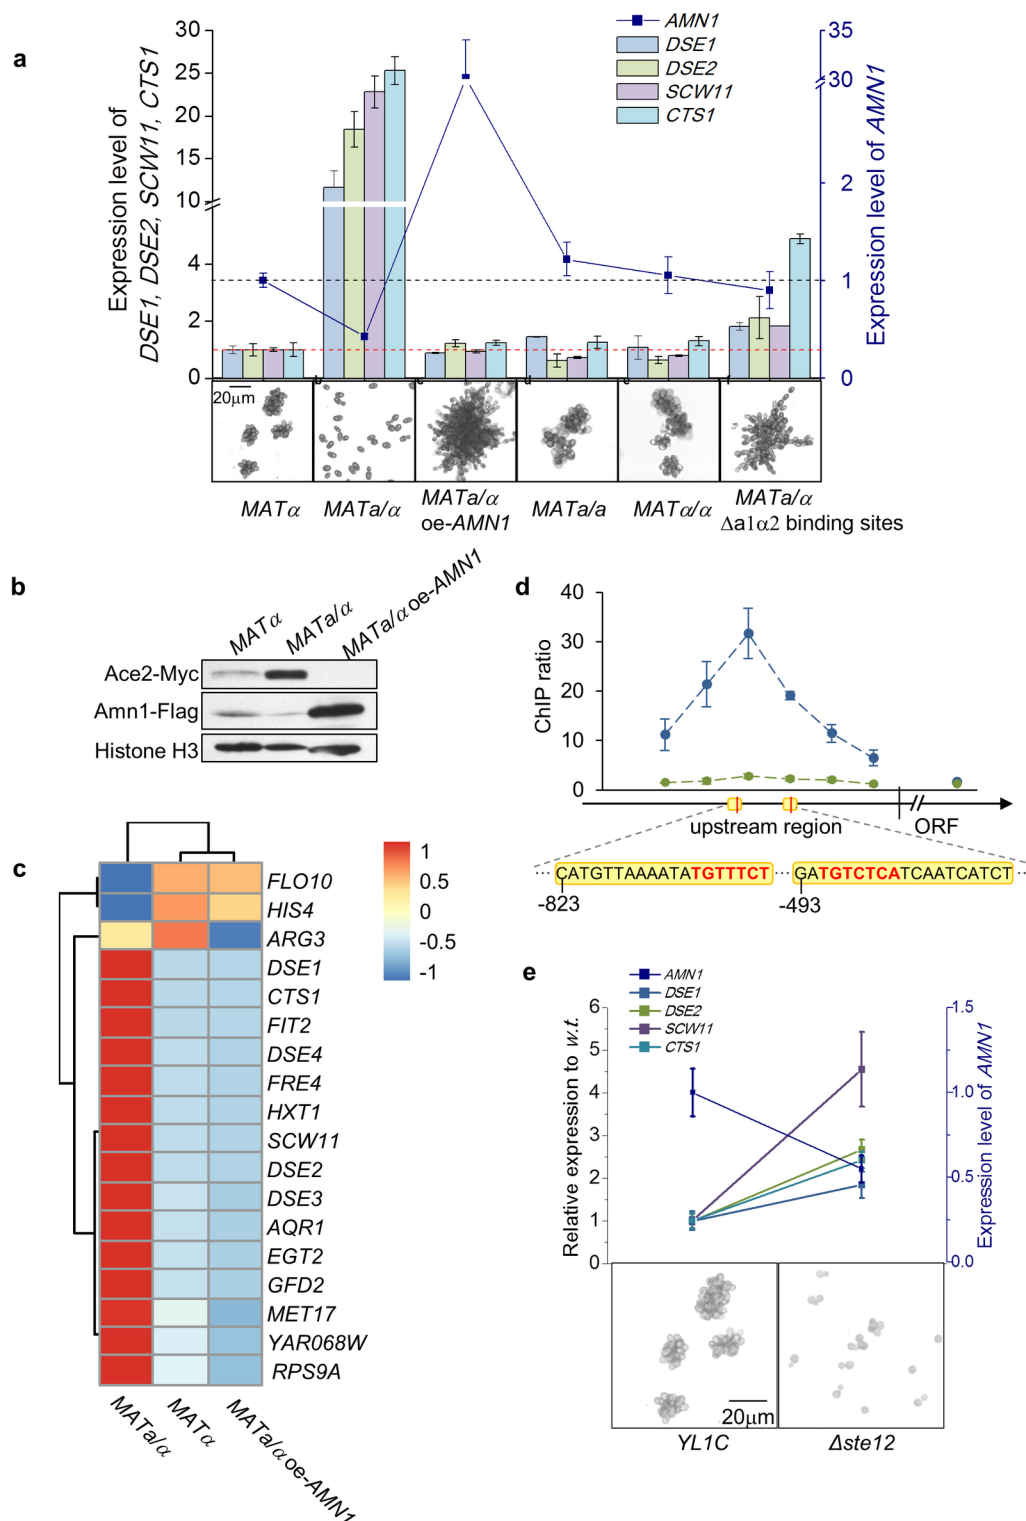 a
Expression level of
DSE1, DSE2, SCW11, CTS1
30
25
20
15
10
4
2
0
AMN1
DSE1
DSE2
SCW11
CTS1
35
30
2
1
0
Expression level of AMN1
20μm
MATα
MATa/α
MATa/α
oe-AMN1
MATa/a
MATα/α
MATa/α
Δa1α2 binding sites
b
MATα
MATa/α
MATa/α oe-AMN1
Ace2-Myc
Amn1-Flag
Histone H3
c
FLO10
HIS4
ARG3
DSE1
CTS1
FIT2
DSE4
FRE4
HXT1
SCW11
DSE2
DSE3
AQR1
EGT2
GFD2
MET17
YAR068W
RPS9A
MATa/α
MATα
MATa/α oe-AMN1
1
0.5
0
-0.5
-1
d
ChIP ratio
40
30
20
10
0
upstream region
ORF
··· CATGTTAAAATATGTTTCT ··· GATGTCTCATCAATCATCT ···
-823
-493
e
AMN1
DSE1
DSE2
SCW11
CTS1
Relative expression to w.t.
6
5
4
3
2
1
0
1.5
1.0
0.5
0.0
Expression level of AMN1
20μm
YL1C
Δste12